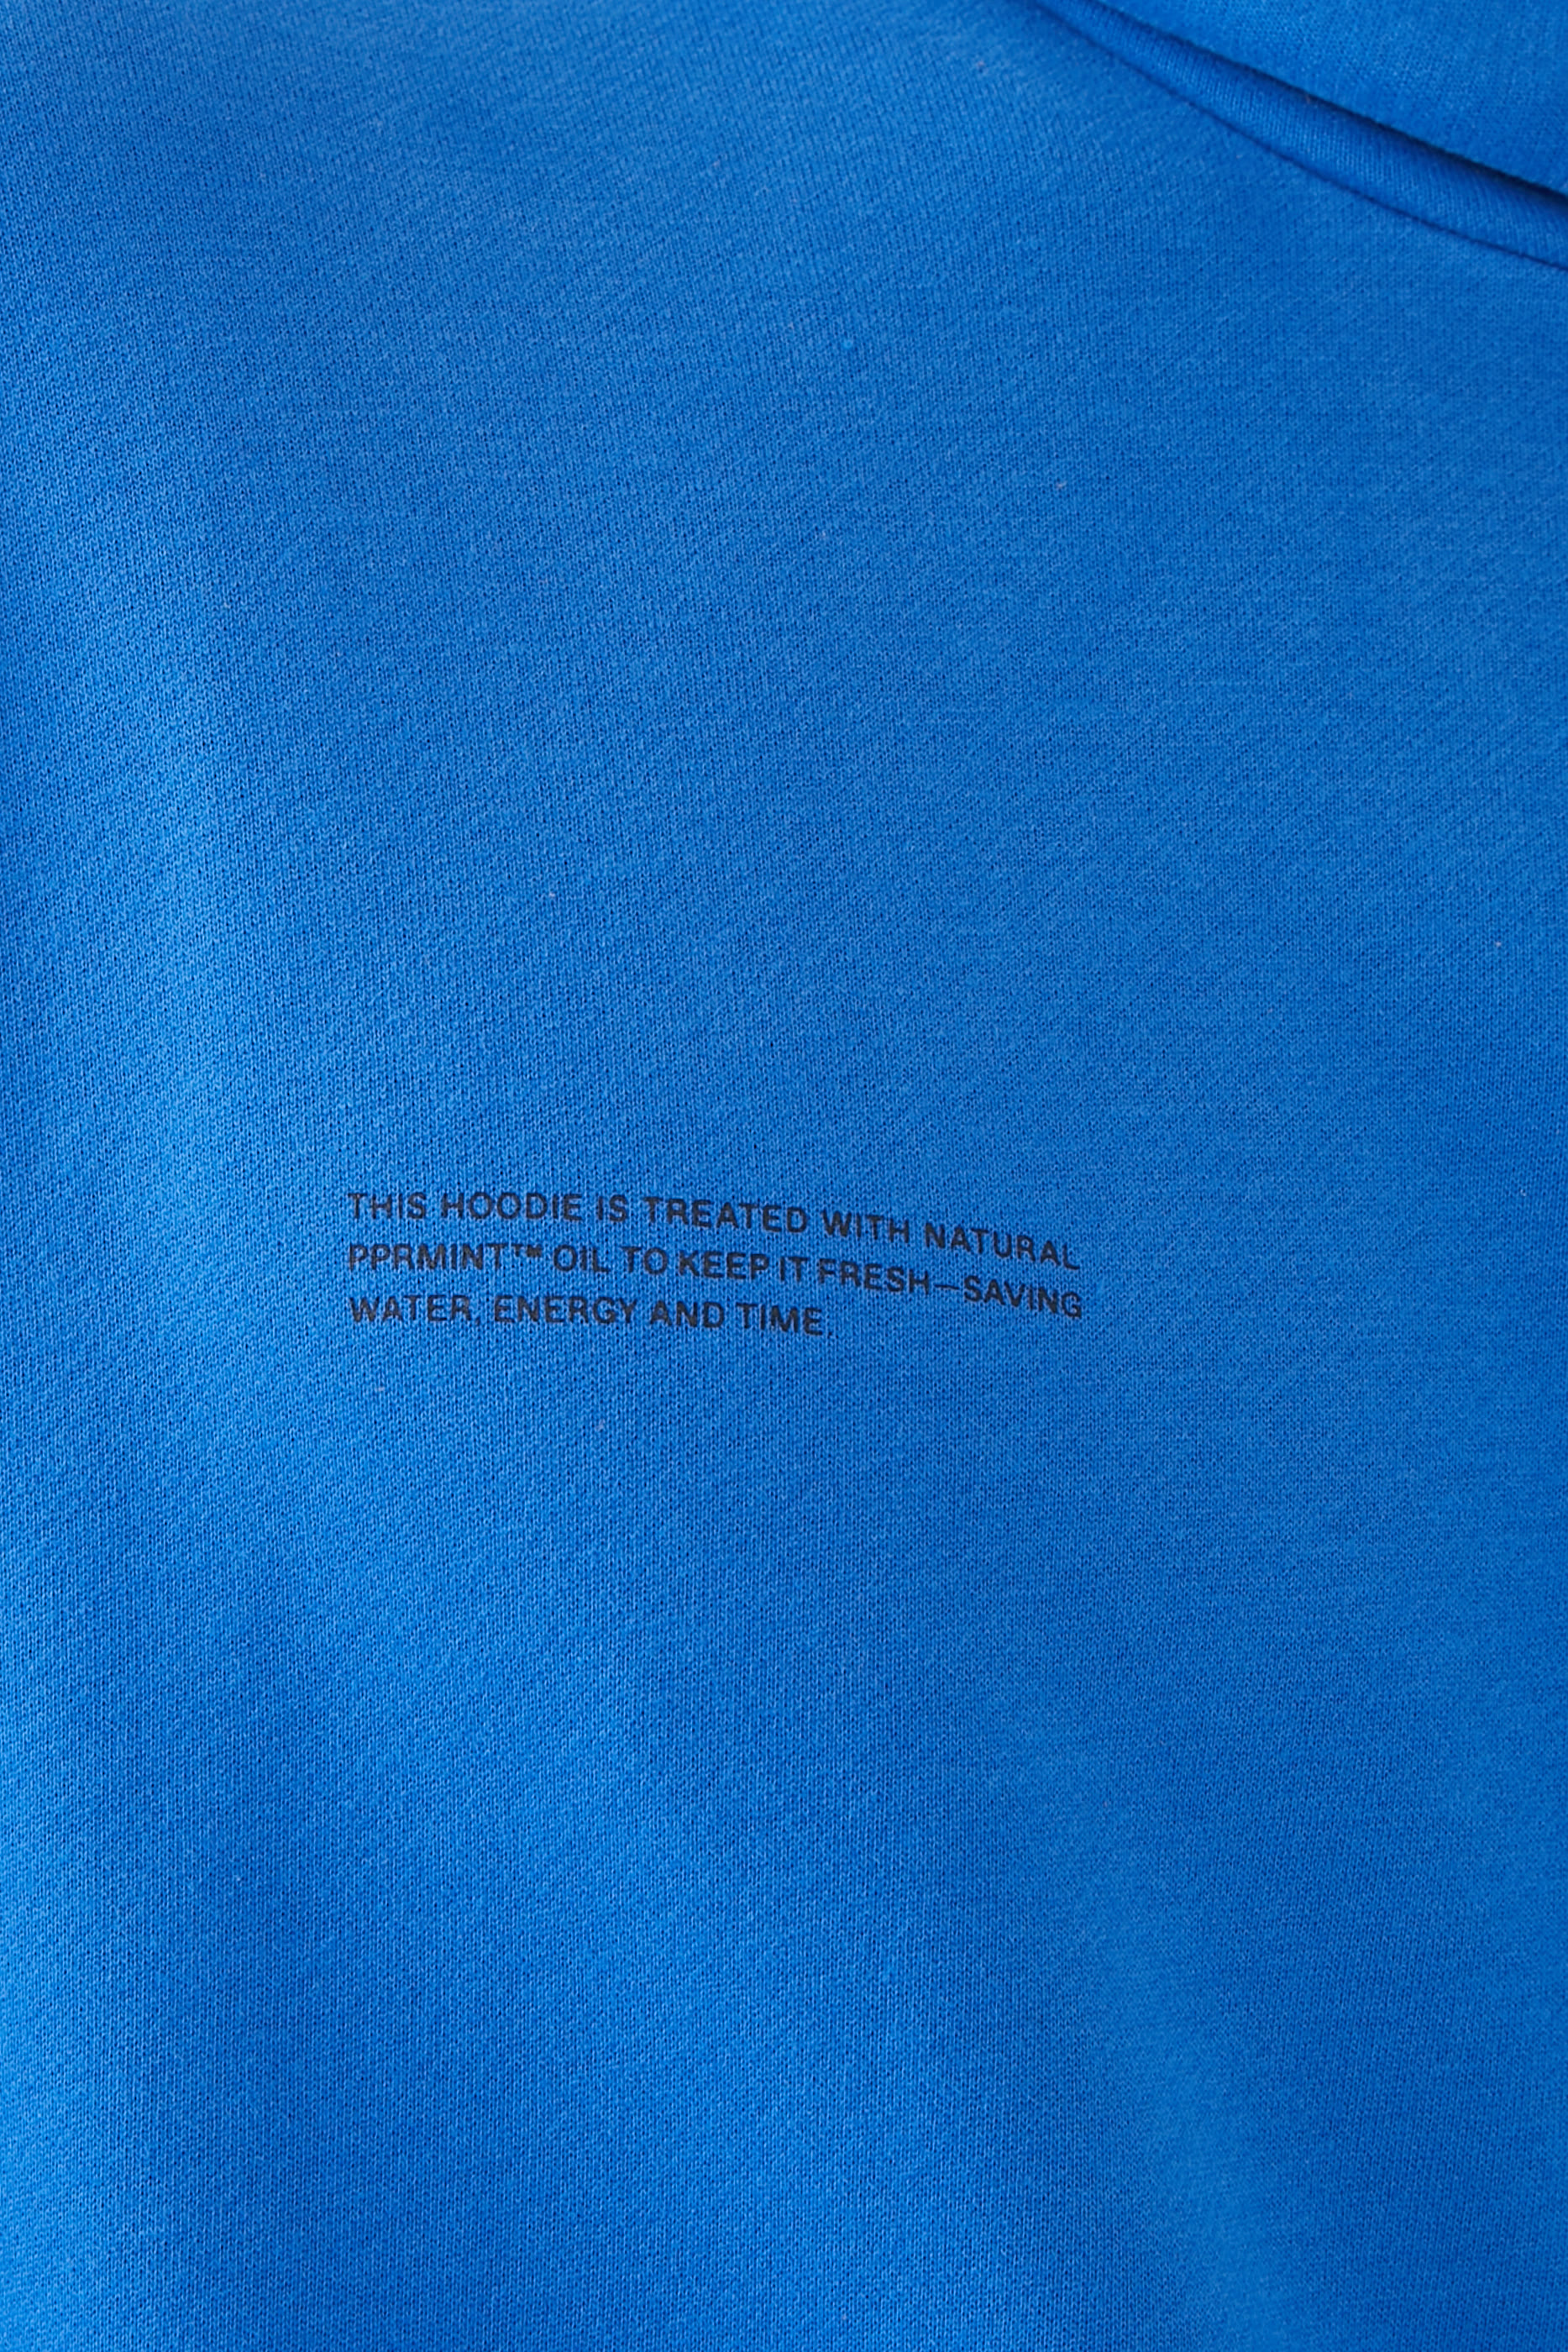 THIS HOODIE IS TREATED WITH NATURAL
PPRMINT™ OIL TO KEEP IT FRESH—SAVING
WATER, ENERGY AND TIME.